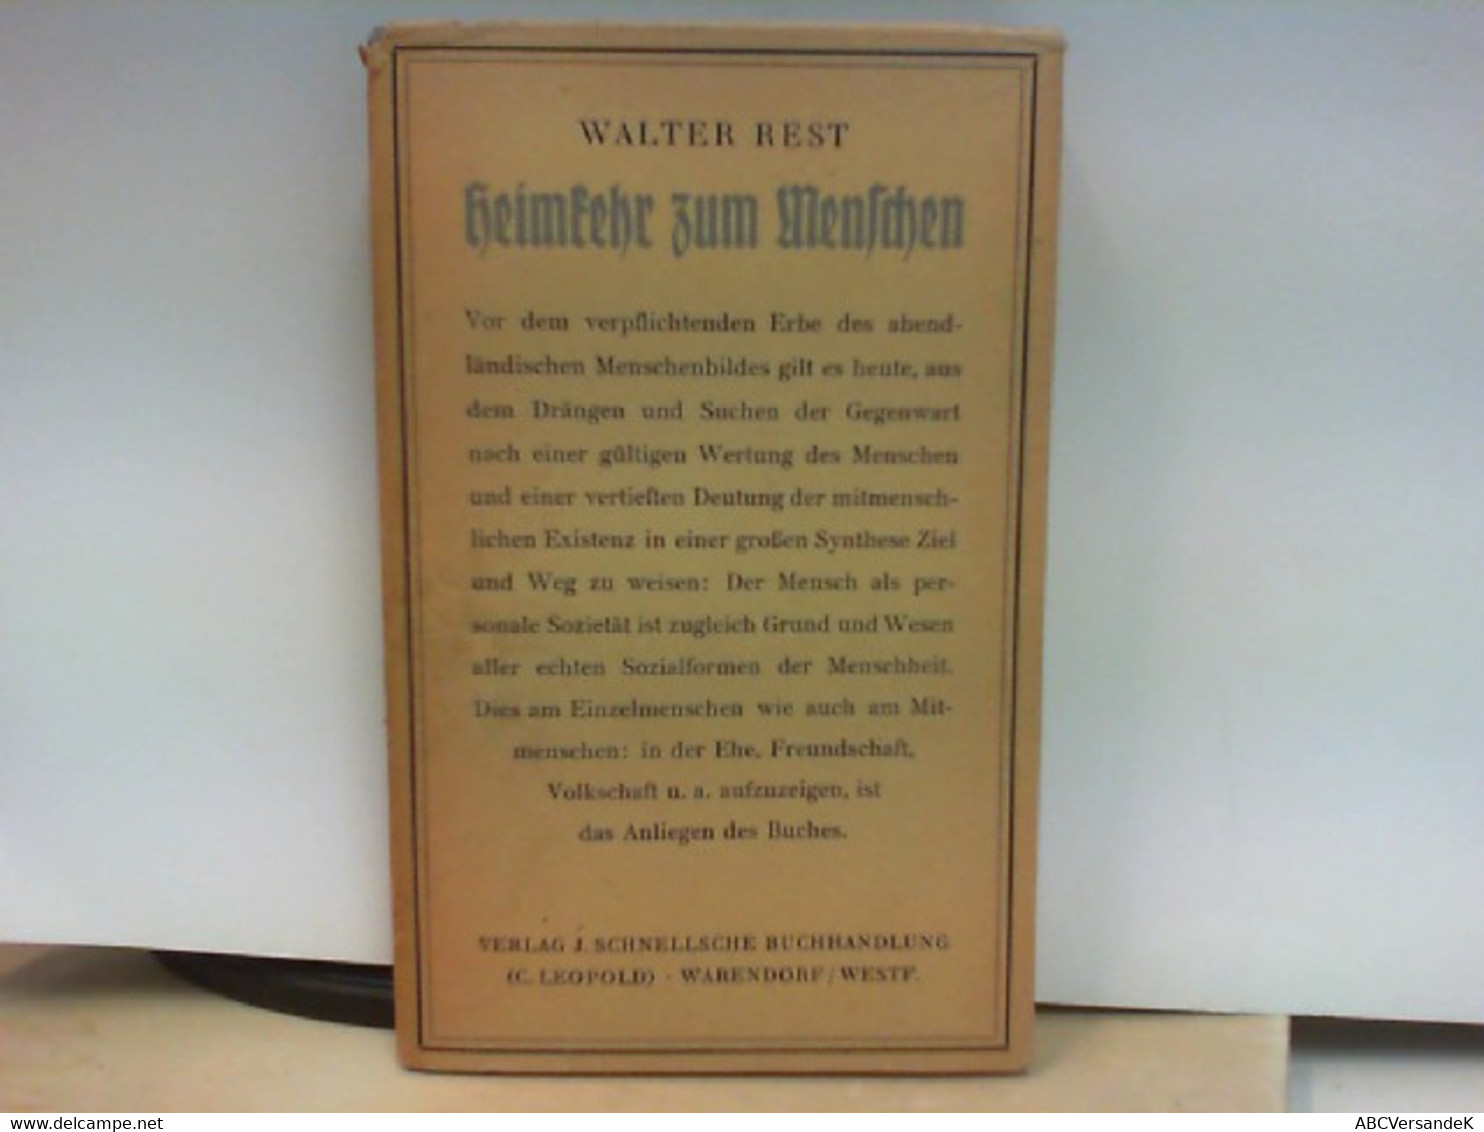 WALTER REST
Heimkehr zum Menschen
Vor dem verpflichtenden Erbe des abend-
ländischen Menschenbildes gilt es heute, aus
dem Drängen und Suchen der Gegenwart
nach einer gültigen Wertung des Menschen
und einer vertieften Deutung der mitmensch-
lichen Existenz in einer großen Synthese Ziel
und Weg zu weisen: Der Mensch als per-
sonale Sozietät ist zugleich Grund und Wesen
aller echten Sozialformen der Menschheit.
Dies am Einzelmenschen wie auch am Mit-
menschen: in der Ehe, Freundschaft,
Volkschaft u. a. aufzuzeigen, ist
das Anliegen des Buches.
VERLAG J. SCHNELLSCHE BUCHHANDLUNG
(C. LEOPOLD) · WARENDORF/WESTF.
delcampe.net
ABCVersandeK